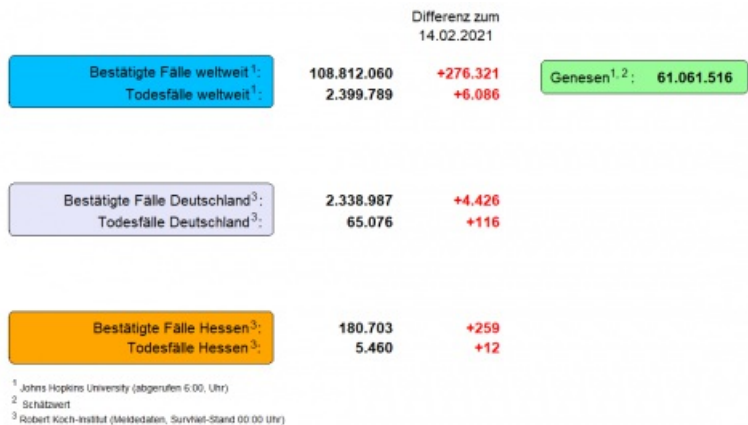 Differenz zum
14.02.2021
Bestätigte Fälle weltweit¹: 108.812.060 +276.321 Genesen¹,²: 61.061.516
Todesfälle weltweit¹: 2.399.789 +6.086
Bestätigte Fälle Deutschland³: 2.338.987 +4.426
Todesfälle Deutschland³: 65.076 +116
Bestätigte Fälle Hessen³: 180.703 +259
Todesfälle Hessen³: 5.460 +12
¹ Johns Hopkins University (abgerufen 6:00, Uhr)
² Schätzwert
³ Robert Koch-Institut (Meldedaten, SurvNet-Stand 00:00 Uhr)